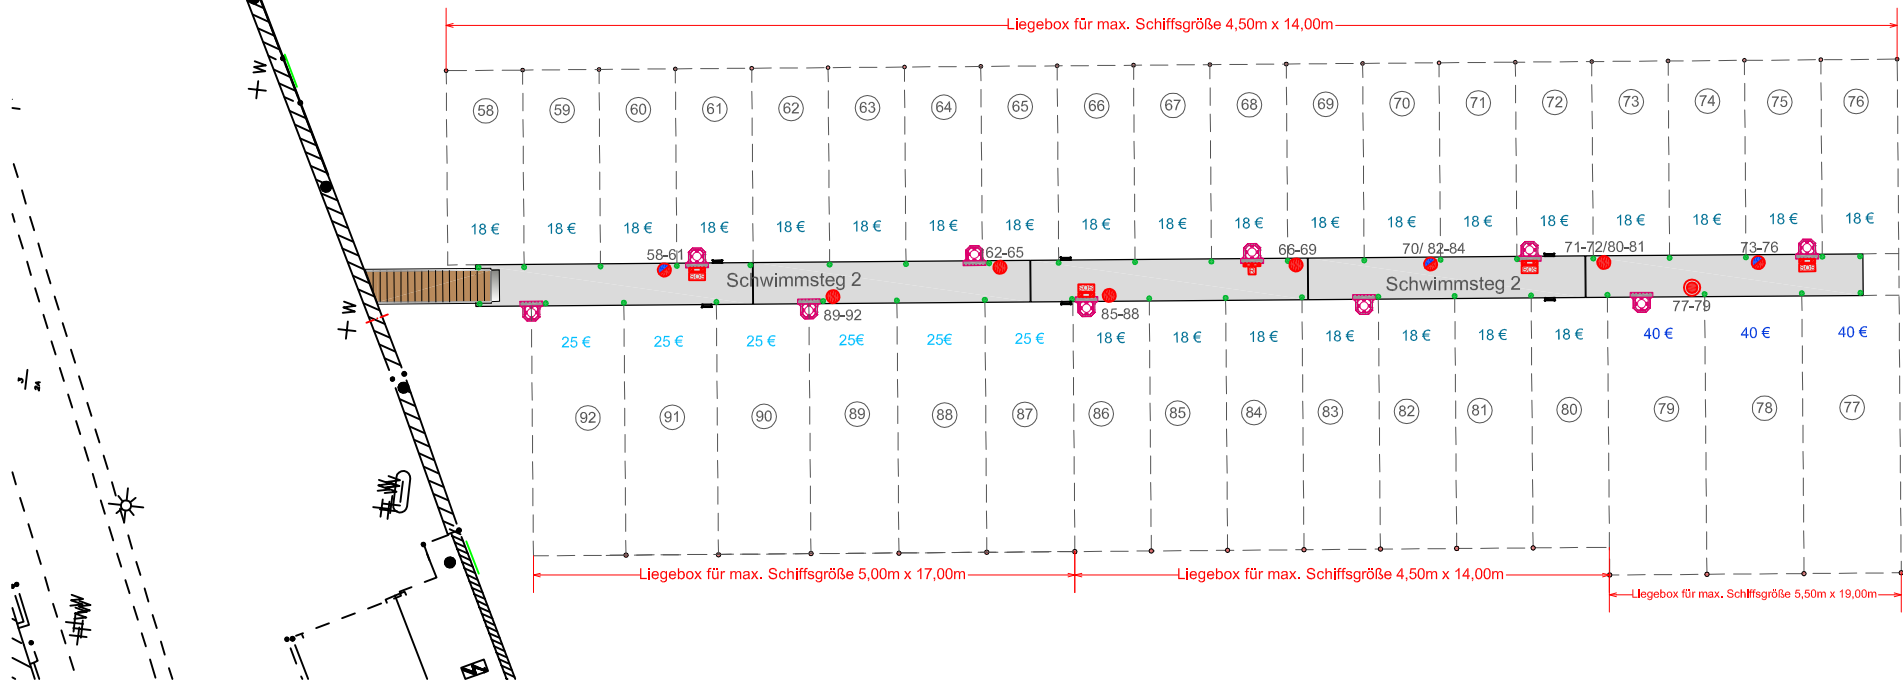 Liegebox für max. Schiffsgröße 4,50m x 14,00m
W
58 59 60 61 62 63 64 65 66 67 68 69 70 71 72 73 74 75 76
18 € 18 € 18 € 18 € 18 € 18 € 18 € 18 € 18 € 18 € 18 € 18 € 18 € 18 € 18 € 18 € 18 € 18 € 18 €
58-61 62-65 66-69 70/ 82-84 71-72/80-81 73-76
SOS SOS SOS
Schwimmsteg 2 Schwimmsteg 2
SOS
W
89-92 85-88 77-79
25 € 25 € 25 € 25€ 25€ 25 € 18 € 18 € 18 € 18 € 18 € 18 € 18 € 40 € 40 € 40 €
92 91 90 89 88 87 86 85 84 83 82 81 80 79 78 77
Liegebox für max. Schiffsgröße 5,00m x 17,00m
Liegebox für max. Schiffsgröße 4,50m x 14,00m
Liegebox für max. Schiffsgröße 5,50m x 19,00m